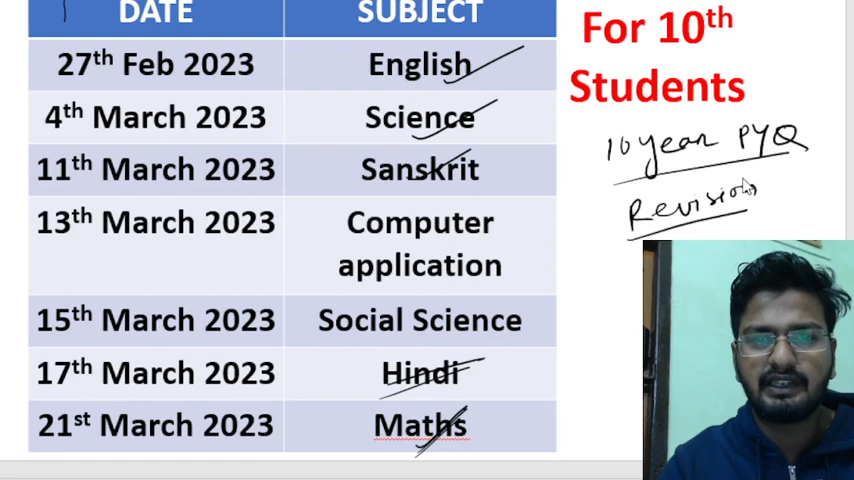 DATE SUBJECT
27th Feb 2023 English
4th March 2023 Science
11th March 2023 Sanskrit
13th March 2023 Computer
application
15th March 2023 Social Science
17th March 2023 Hindi
21st March 2023 Maths
For 10th
Students
10 year PYQ
Revision